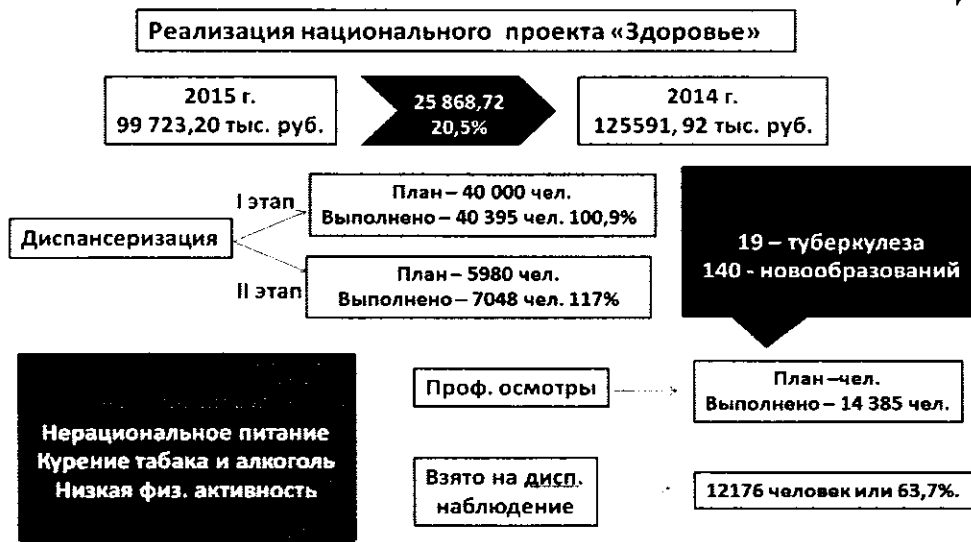 Реализация национального проекта «Здоровье»
2015 г.
99 723,20 тыс. руб.
25 868,72
20,5%
2014 г.
125591, 92 тыс. руб.
Диспансеризация
I этап
План – 40 000 чел.
Выполнено – 40 395 чел. 100,9%
II этап
План – 5980 чел.
Выполнено – 7048 чел. 117%
19 – туберкулеза
140 - новообразований
Нерациональное питание
Курение табака и алкоголь
Низкая физ. активность
Проф. осмотры
План –чел.
Выполнено – 14 385 чел.
Взято на дисп.
наблюдение
12176 человек или 63,7%.